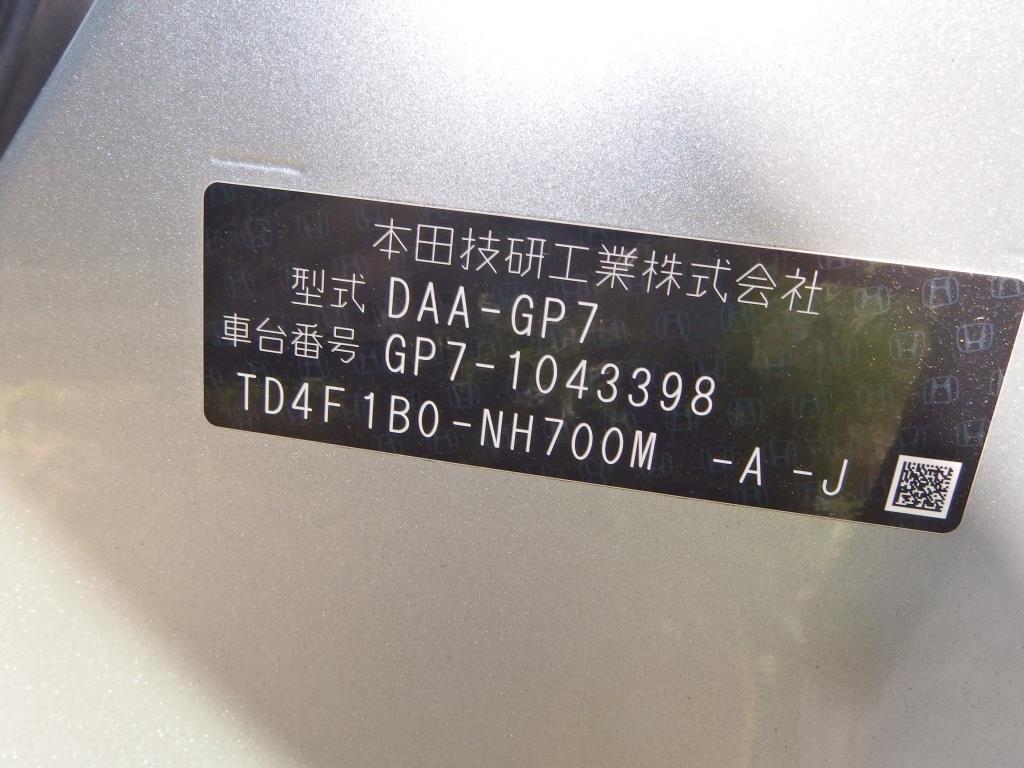 本田技研工業株式会社
型式 DAA-GP7
車台番号 GP7-1043398
TD4F1B0-NH700M -A -J